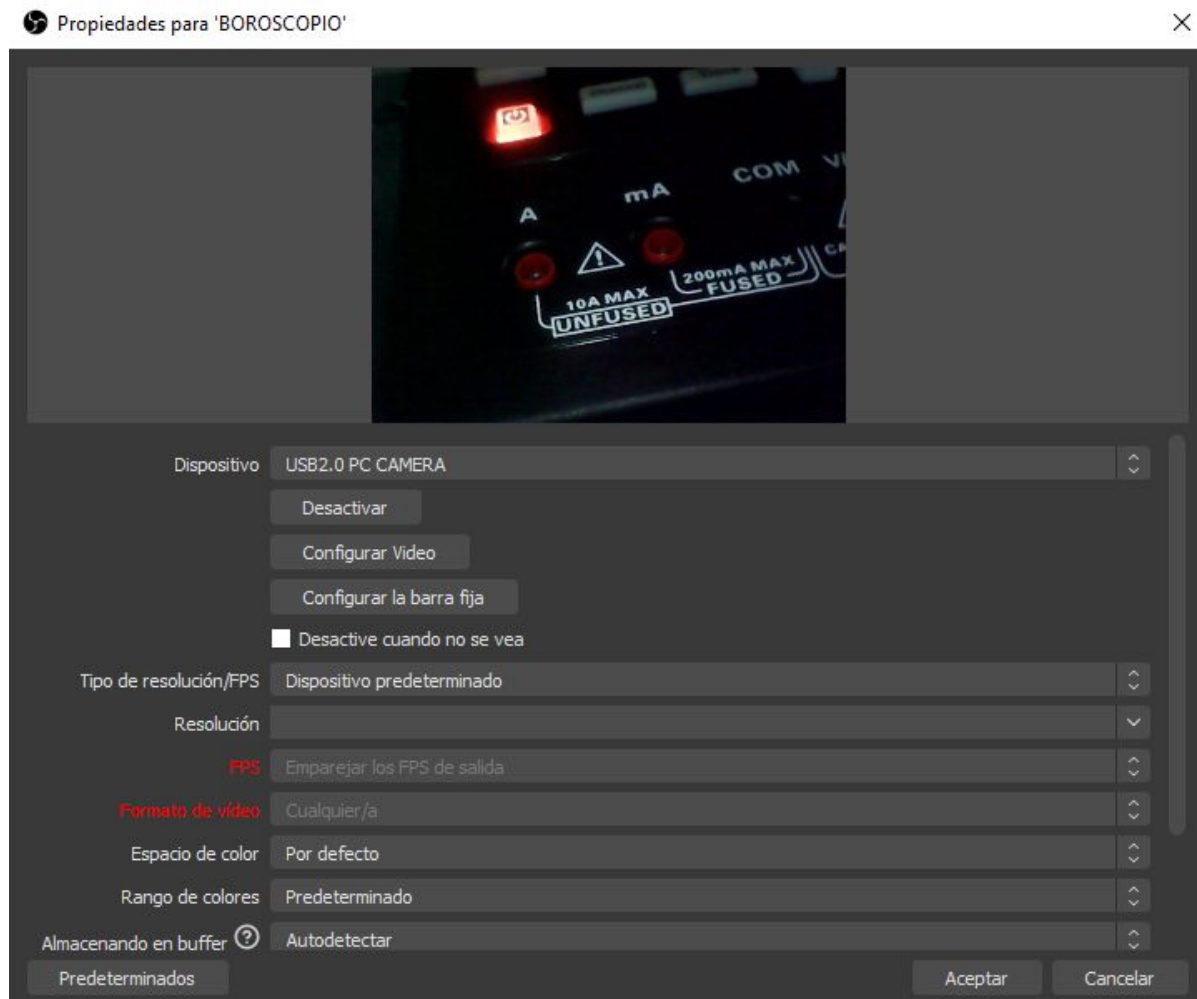 Propiedades para 'BOROSCOPIO'
COM
mA
A
200mA MAX
FUSED
10A MAX
UNFUSED
Dispositivo USB2.0 PC CAMERA
Desactivar
Configurar Video
Configurar la barra fija
Desactive cuando no se vea
Tipo de resolución/FPS Dispositivo predeterminado
Resolución
FPS Emparejar los FPS de salida
Formato de vídeo Cualquier/a
Espacio de color Por defecto
Rango de colores Predeterminado
Almacenando en buffer ? Autodetectar
Predeterminados Aceptar Cancelar